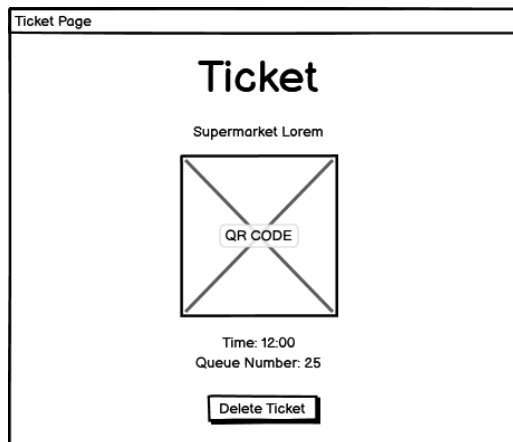 Ticket Page
Ticket
Supermarket Lorem
QR CODE
Time: 12:00
Queue Number: 25
Delete Ticket